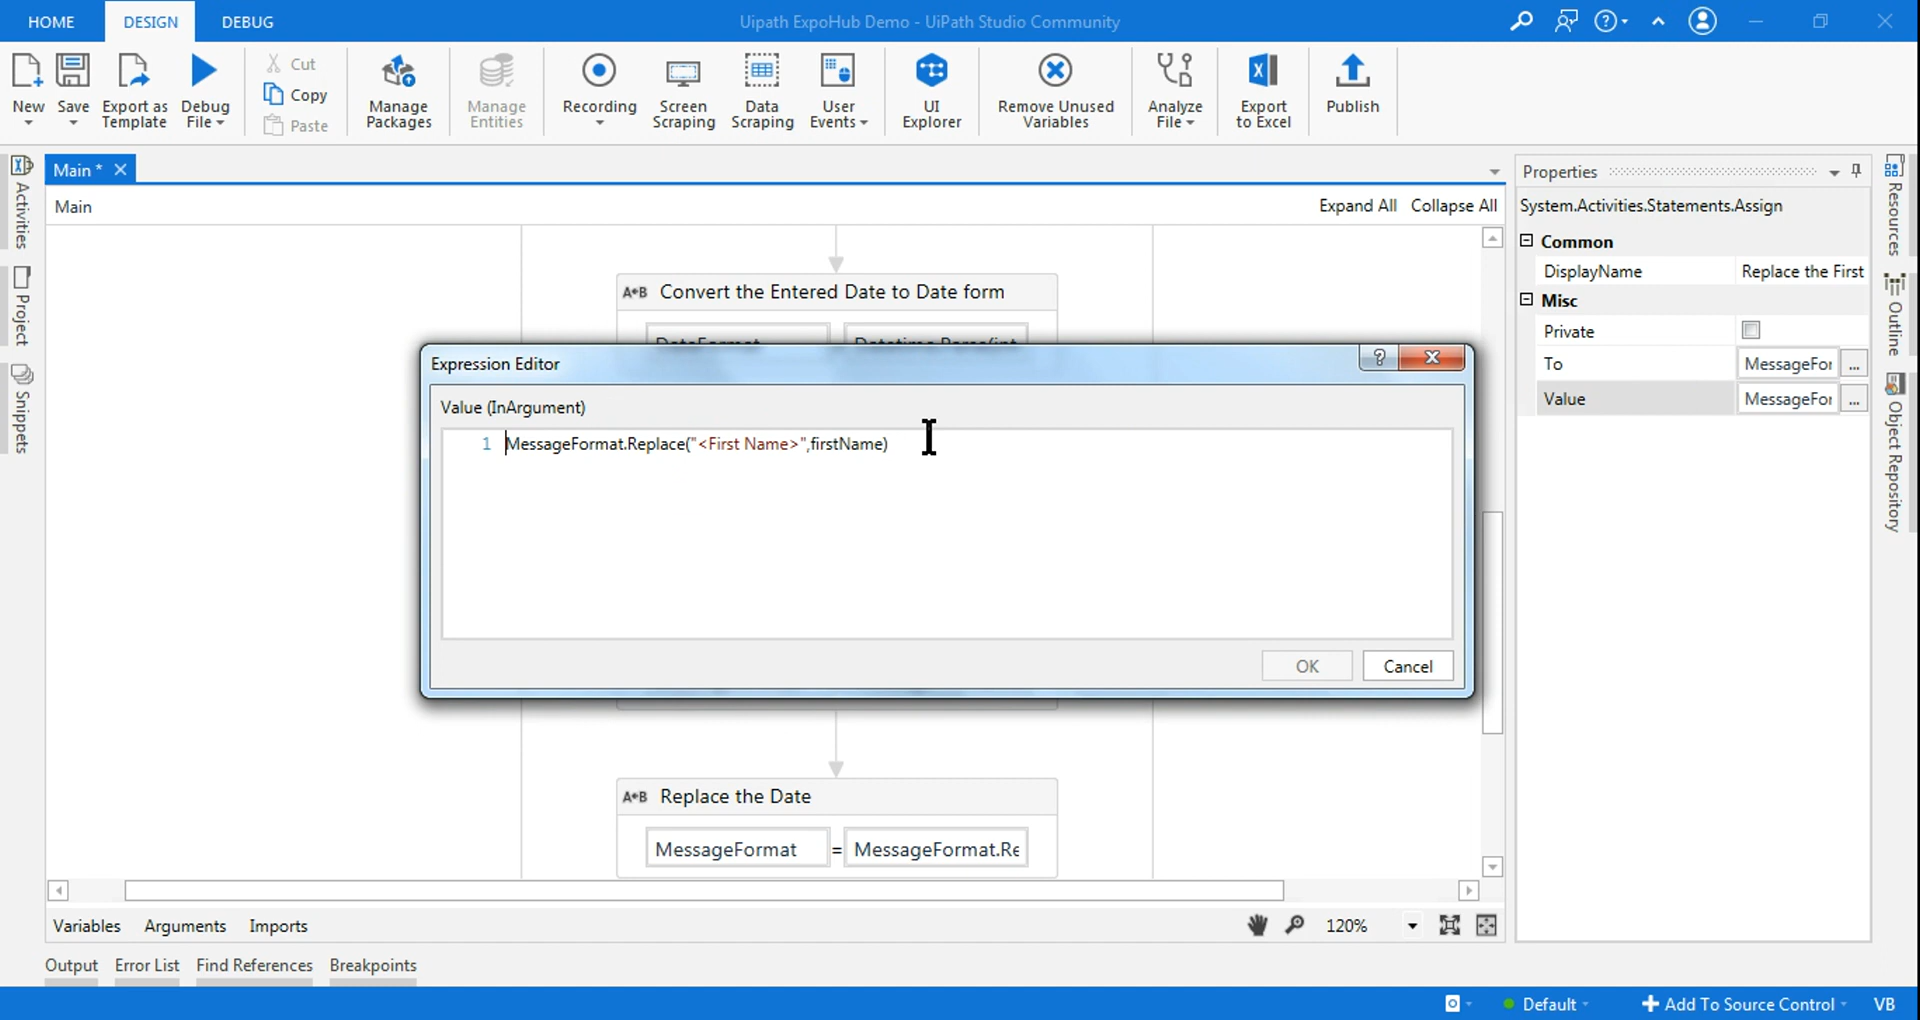 HOME DESIGN DEBUG Uipath ExpoHub Demo - UiPath Studio Community
New Save Export as Template Debug File Cut Copy Paste Manage Packages Manage Entities Recording Screen Scraping Data Scraping User Events UI Explorer Remove Unused Variables Analyze File Export to Excel Publish
Main *
Main Expand All Collapse All
Activities
Project
Snippets
Convert the Entered Date to Date form
Expression Editor
Value (InArgument)
1 MessageFormat.Replace("<First Name>",firstName)
OK Cancel
Replace the Date
MessageFormat = MessageFormat.Re
Properties
System.Activities.Statements.Assign
Common
DisplayName Replace the First
Misc
Private
To MessageFor ...
Value MessageFor ...
Resources
Outline
Object Repository
Variables Arguments Imports 120%
Output Error List Find References Breakpoints
Default Add To Source Control VB